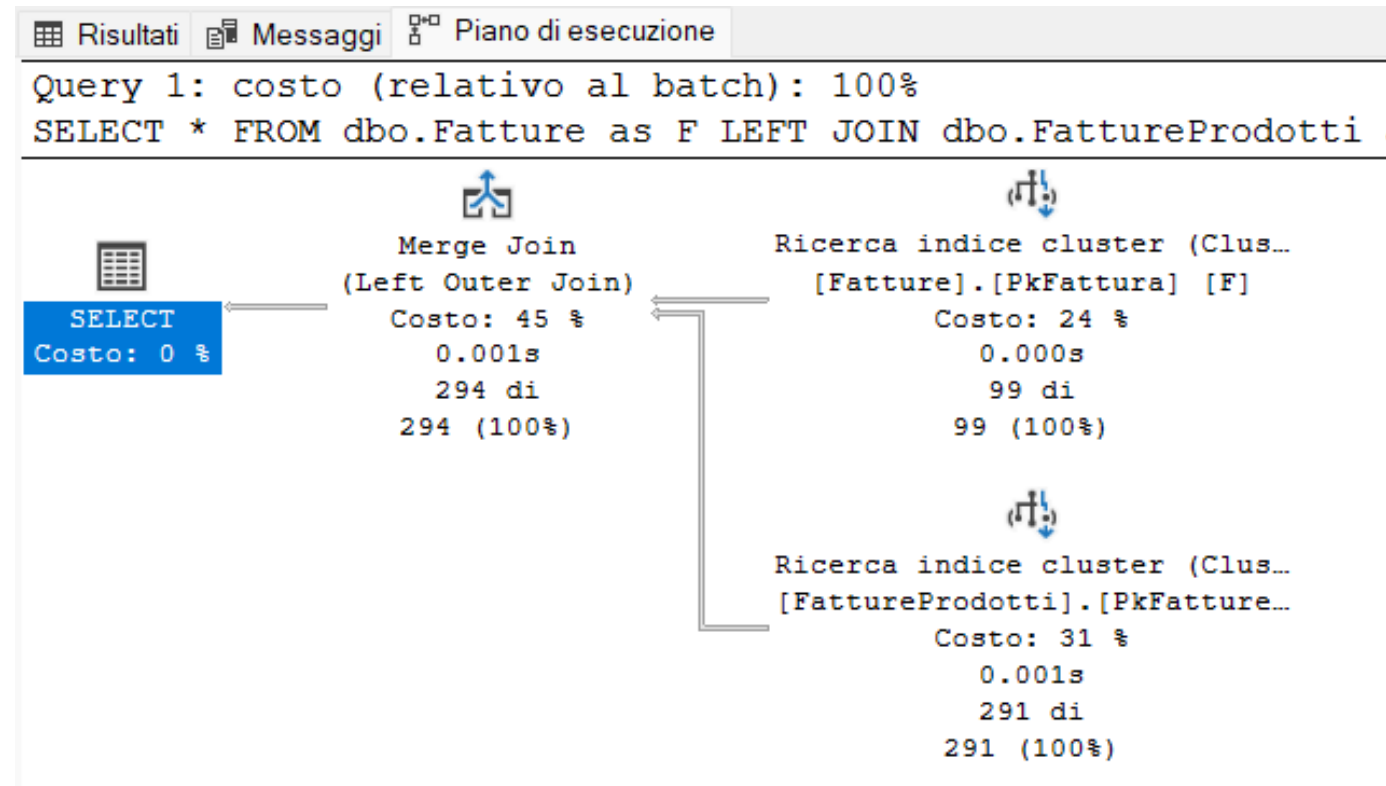 Risultati Messaggi Piano di esecuzione
Query 1: costo (relativo al batch): 100%
SELECT * FROM dbo.Fatture as F LEFT JOIN dbo.FattureProdotti
Merge Join
(Left Outer Join)
Costo: 45 %
0.001s
294 di
294 (100%)
Ricerca indice cluster (Clus…
[Fatture].[PkFattura] [F]
Costo: 24 %
0.000s
99 di
99 (100%)
SELECT
Costo: 0 %
Ricerca indice cluster (Clus…
[FattureProdotti].[PkFatture…
Costo: 31 %
0.001s
291 di
291 (100%)